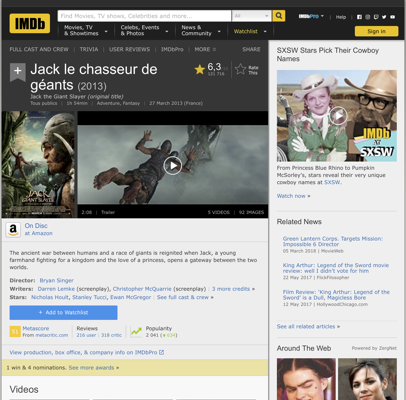 IMDb
Find Movies, TV shows, Celebrities and more...
All
IMDbPro
Help
Movies, TV & Showtimes
Celebs, Events & Photos
News & Community
Watchlist
Sign in
FULL CAST AND CREW | TRIVIA | USER REVIEWS | IMDbPro | MORE
SHARE
Jack le chasseur de géants (2013)
Jack the Giant Slayer (original title)
Tous publics | 1h 54min | Adventure, Fantasy | 27 March 2013 (France)
6,3
Rate This
JACK
GIANT SLAYER
2:08 | Trailer
5 VIDEOS | 92 IMAGES
On Disc
at Amazon
The ancient war between humans and a race of giants is reignited when Jack, a young
farmhand fighting for a kingdom and the love of a princess, opens a gateway between the two
worlds.
Director: Bryan Singer
Writers: Darren Lemke (screenplay), Christopher McQuarrie (screenplay) | 3 more credits »
Stars: Nicholas Hoult, Stanley Tucci, Ewan McGregor | See full cast & crew »
+ Add to Watchlist
Metascore
From metacritic.com
Reviews
216 user | 318 critic
Popularity
2 041
View production, box office, & company info on IMDbPro
1 win & 4 nominations. See more awards »
Videos
SXSW Stars Pick Their Cowboy
Names
IMDb
AT
SXSW
From Princess Blue Rhino to Pumpkin
McSorley's, stars reveal their very unique
cowboy names at SXSW.
Watch now »
Related News
Green Lantern Corps. Targets Mission:
Impossible 6 Director
05 March 2018 | MovieWeb
King Arthur: Legend of the Sword movie
review: well I didn't vote for him
22 May 2017 | FlickFilosopher
Film Review: 'King Arthur: Legend of the
Sword' is a Dull, Magicless Bore
12 May 2017 | HollywoodChicago.com
See all related articles »
Around The Web
Powered by ZergNet